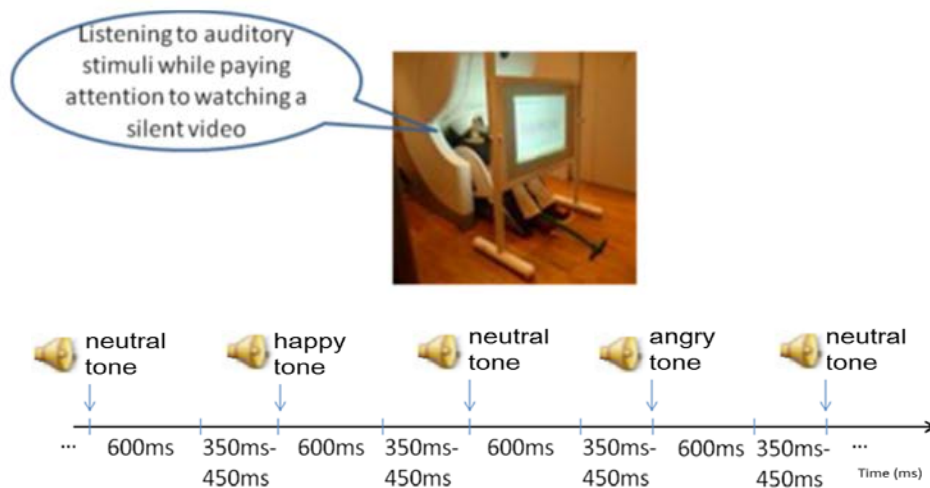 Listening to auditory
stimuli while paying
attention to watching a
silent video
neutral tone
happy tone
neutral tone
angry tone
neutral tone
... 600ms 350ms-450ms 600ms 350ms-450ms 600ms 350ms-450ms 600ms 350ms-450ms ...
Time (ms)